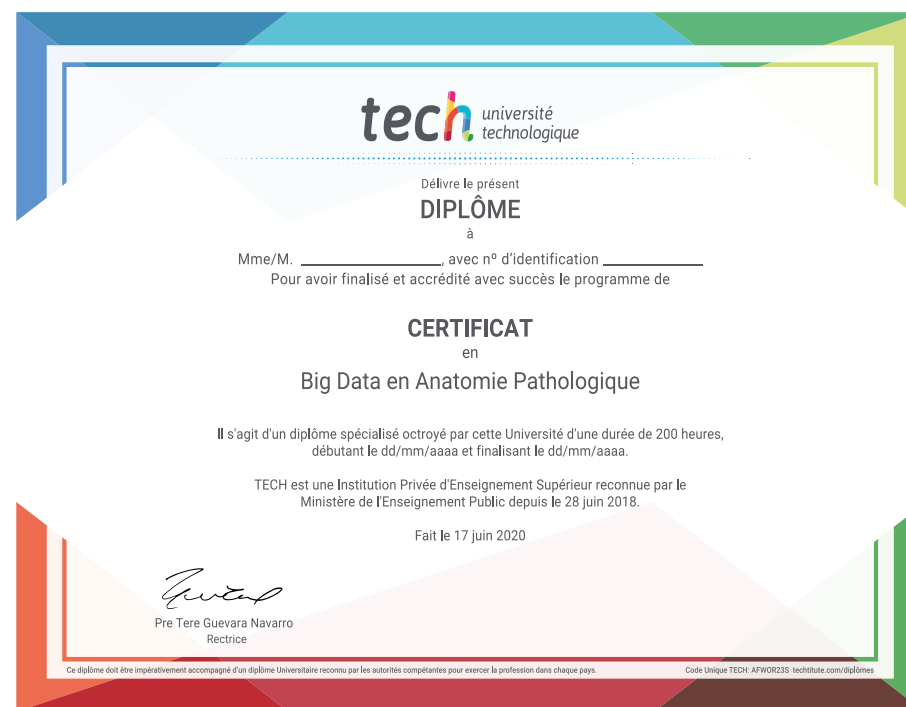 tech université
technologique
Délivre le présent
DIPLÔME
à
Mme/M. ____________________, avec nº d'identification ______________
Pour avoir finalisé et accrédité avec succès le programme de
CERTIFICAT
en
Big Data en Anatomie Pathologique
Il s'agit d'un diplôme spécialisé octroyé par cette Université d'une durée de 200 heures,
débutant le dd/mm/aaaa et finalisant le dd/mm/aaaa.
TECH est une Institution Privée d'Enseignement Supérieur reconnue par le
Ministère de l'Enseignement Public depuis le 28 juin 2018.
Fait le 17 juin 2020
Pre Tere Guevara Navarro
Rectrice
Ce diplôme doit être impérativement accompagné d'un diplôme Universitaire reconnu par les autorités compétantes pour exercer la profession dans chaque pays.
Code Unique TECH: AFWOR23S techtitute.com/diplômes